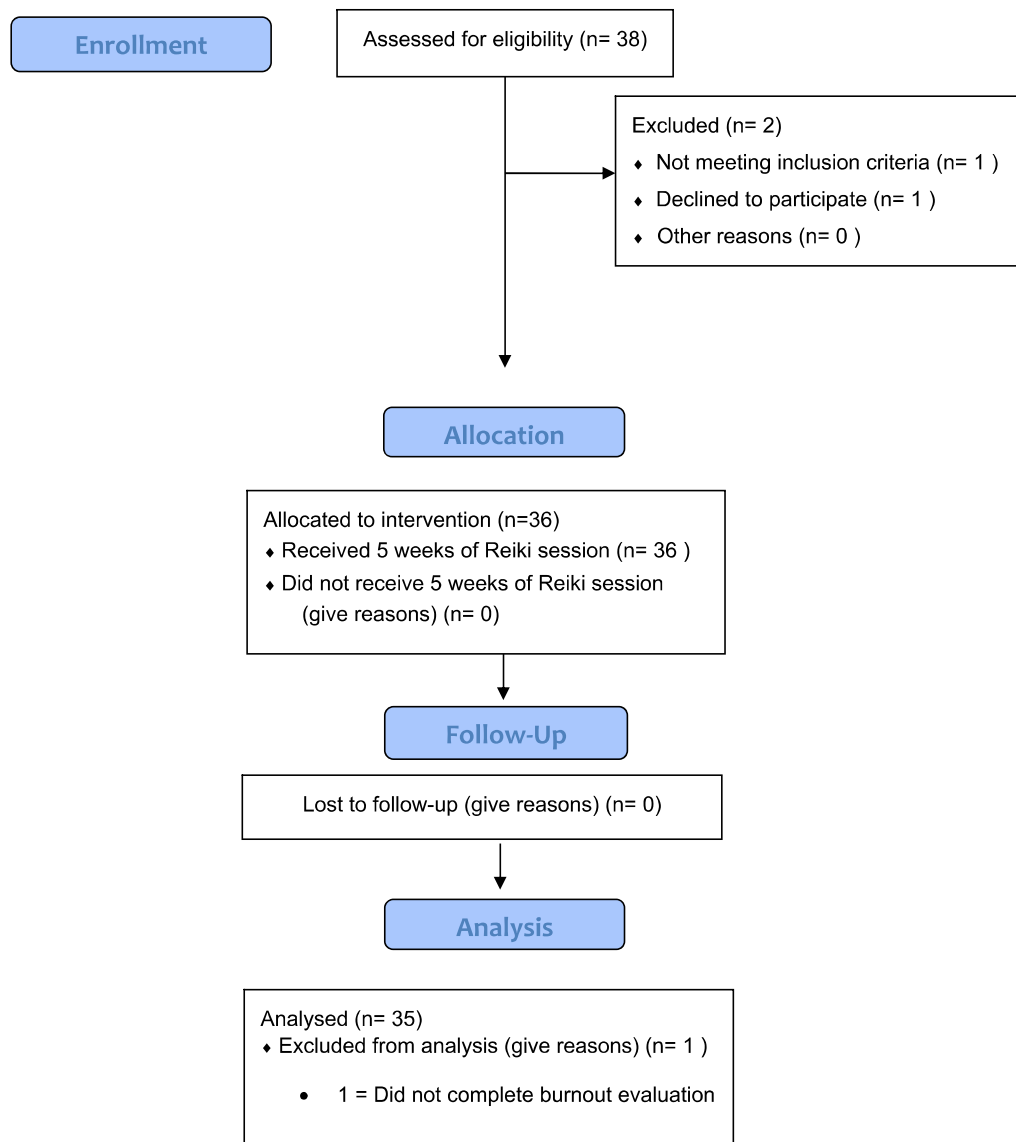 Enrollment
Assessed for eligibility (n= 38)
Excluded (n= 2)
♦ Not meeting inclusion criteria (n= 1 )
♦ Declined to participate (n= 1 )
♦ Other reasons (n= 0 )
Allocation
Allocated to intervention (n=36)
♦ Received 5 weeks of Reiki session (n= 36 )
♦ Did not receive 5 weeks of Reiki session
(give reasons) (n= 0)
Follow-Up
Lost to follow-up (give reasons) (n= 0)
Analysis
Analysed (n= 35)
♦ Excluded from analysis (give reasons) (n= 1 )
• 1 = Did not complete burnout evaluation